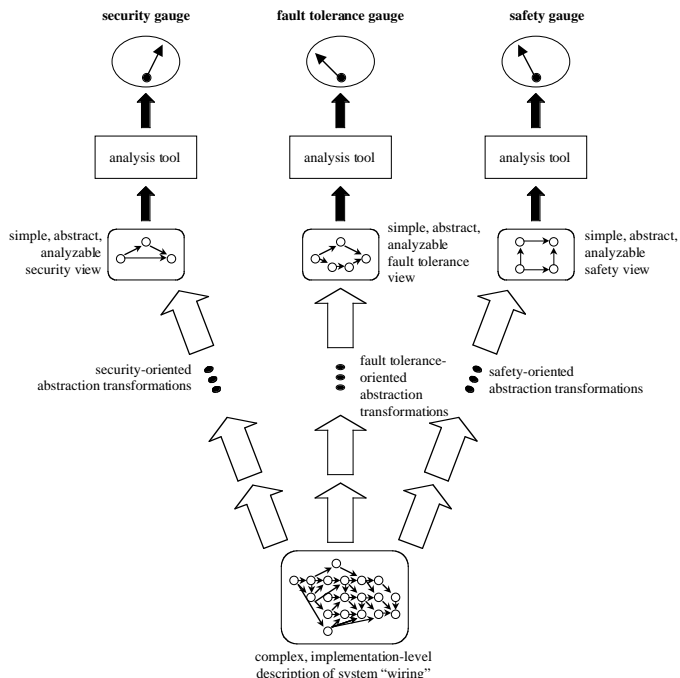 security gauge
fault tolerance gauge
safety gauge
analysis tool
analysis tool
analysis tool
simple, abstract,
analyzable
security view
simple, abstract,
analyzable
fault tolerance
view
simple, abstract,
analyzable
safety view
security-oriented
abstraction transformations
fault tolerance-
oriented
abstraction
transformations
safety-oriented
abstraction transformations
complex, implementation-level
description of system “wiring”